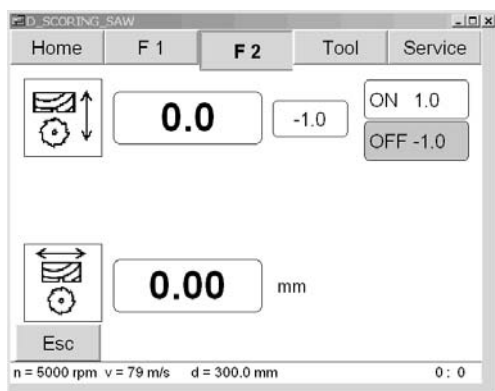 D_SCORING_SAW
Home F 1 F 2 Tool Service
0.0 -1.0 ON 1.0
OFF -1.0
0.00 mm
Esc
n = 5000 rpm v = 79 m/s d = 300.0 mm 0 : 0